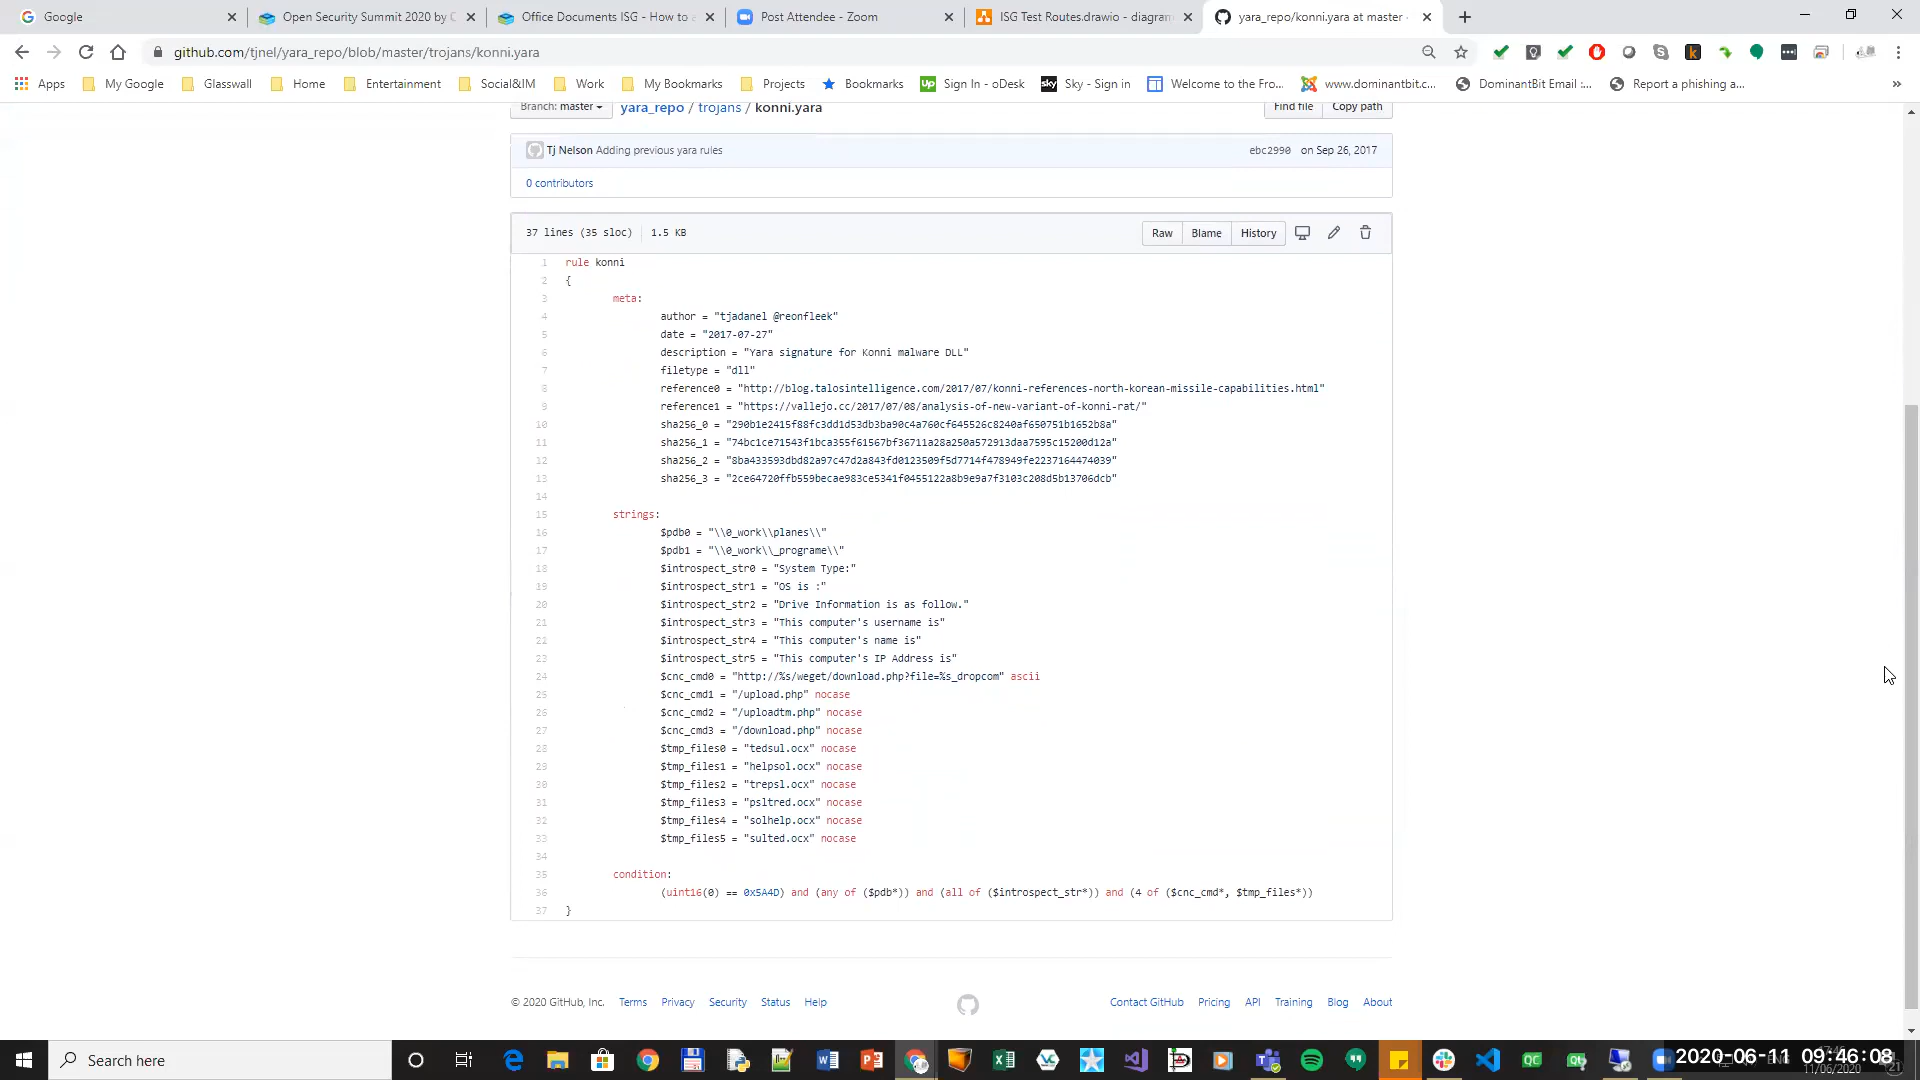 Google
Open Security Summit 2020 by C
Office Documents ISG - How to
Post Attendee - Zoom
ISG Test Routes.drawio - diagram
yara_repo/konni.yara at master
github.com/tjnel/yara_repo/blob/master/trojans/konni.yara
Apps
My Google
Glasswall
Home
Entertainment
Social&IM
Work
My Bookmarks
Projects
Bookmarks
Sign In - oDesk
Sky - Sign in
Welcome to the Fro...
www.dominantbit.c...
DominantBit Email :...
Report a phishing a...
Branch: master
yara_repo / trojans / konni.yara
Find file
Copy path
Tj Nelson Adding previous yara rules
ebc2990 on Sep 26, 2017
0 contributors
37 lines (35 sloc) 1.5 KB
Raw
Blame
History
1 rule konni
2 {
3 meta:
4 author = "tjadanel @reonfleek"
5 date = "2017-07-27"
6 description = "Yara signature for Konni malware DLL"
7 filetype = "dll"
8 reference0 = "http://blog.talosintelligence.com/2017/07/konni-references-north-korean-missile-capabilities.html"
9 reference1 = "https://vallejo.cc/2017/07/08/analysis-of-new-variant-of-konni-rat/"
10 sha256_0 = "290b1e2415f88fc3dd1d53db3ba90c4a760cf645526c8240af650751b1652b8a"
11 sha256_1 = "74bc1ce71543f1bca355f61567bf36711a28a250a572913daa7595c15200d12a"
12 sha256_2 = "8ba433593dbd82a97c47d2a843fd0123509f5d7714f478949fe2237164474039"
13 sha256_3 = "2ce64720ffb559becae983ce5341f0455122a8b9e9a7f3103c208d5b13706dcb"
14
15 strings:
16 $pdb0 = "\\0_work\\planes\\"
17 $pdb1 = "\\0_work\\_programe\\"
18 $introspect_str0 = "System Type:"
19 $introspect_str1 = "OS is :"
20 $introspect_str2 = "Drive Information is as follow."
21 $introspect_str3 = "This computer's username is"
22 $introspect_str4 = "This computer's name is"
23 $introspect_str5 = "This computer's IP Address is"
24 $cnc_cmd0 = "http://%s/weget/download.php?file=%s_dropcom" ascii
25 $cnc_cmd1 = "/upload.php" nocase
26 $cnc_cmd2 = "/uploadtm.php" nocase
27 $cnc_cmd3 = "/download.php" nocase
28 $tmp_files0 = "tedsul.ocx" nocase
29 $tmp_files1 = "helpsol.ocx" nocase
30 $tmp_files2 = "trepsl.ocx" nocase
31 $tmp_files3 = "psltred.ocx" nocase
32 $tmp_files4 = "solhelp.ocx" nocase
33 $tmp_files5 = "sulted.ocx" nocase
34
35 condition:
36 (uint16(0) == 0x5A4D) and (any of ($pdb*)) and (all of ($introspect_str*)) and (4 of ($cnc_cmd*, $tmp_files*))
37 }
© 2020 GitHub, Inc.
Terms
Privacy
Security
Status
Help
Contact GitHub
Pricing
API
Training
Blog
About
Search here
2020-06-11 09:46:08
11/06/2020